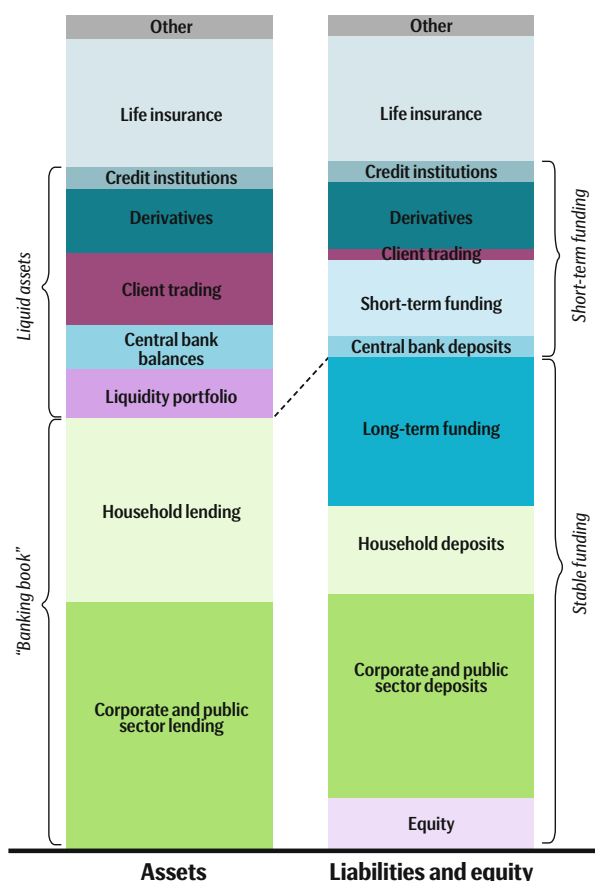 Other
Life insurance
Credit institutions
Derivatives
Client trading
Central bank
balances
Liquidity portfolio
Household lending
Corporate and public
sector lending
Liquid assets
"Banking book"
Assets
Other
Life insurance
Credit institutions
Derivatives
Client trading
Short-term funding
Central bank deposits
Long-term funding
Household deposits
Corporate and public
sector deposits
Equity
Short-term funding
Stable funding
Liabilities and equity